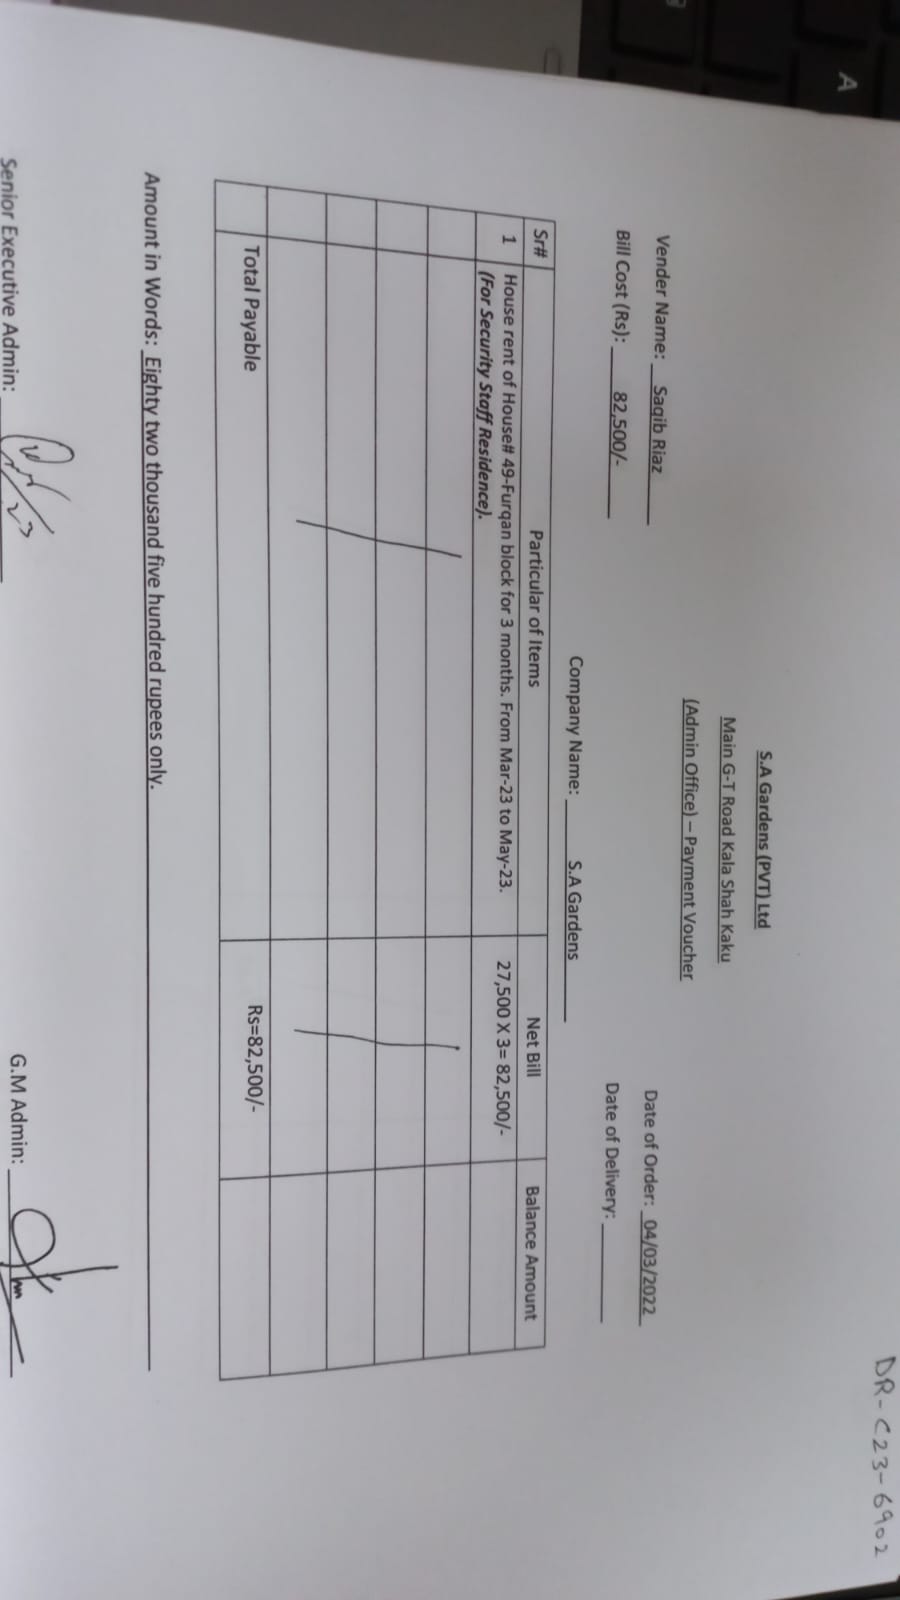 DR-C23-6902
S.A Gardens (PVT) Ltd
Main G-T Road Kala Shah Kaku
(Admin Office) – Payment Voucher
Vender Name: Saqib Riaz Date of Order: 04/03/2022
Bill Cost (Rs): 82,500/- Date of Delivery:
Company Name: S.A Gardens
Sr# Particular of Items Net Bill Balance Amount
1 House rent of House# 49-Furqan block for 3 months. From Mar-23 to May-23. 27,500 X 3= 82,500/-
(For Security Staff Residence).
Total Payable Rs=82,500/-
Amount in Words: Eighty two thousand five hundred rupees only.
Senior Executive Admin: G.M Admin:
A